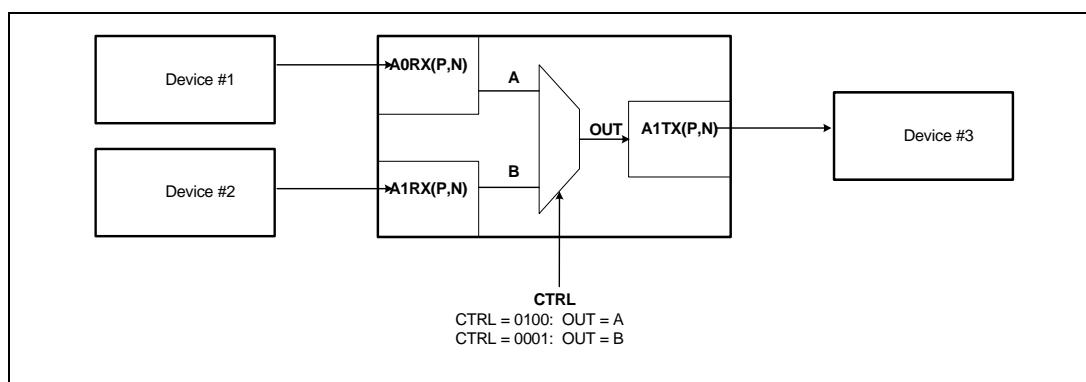 Device #1
A0RX(P,N)
A
OUT
A1TX(P,N)
Device #3
Device #2
A1RX(P,N)
B
CTRL
CTRL = 0100: OUT = A
CTRL = 0001: OUT = B